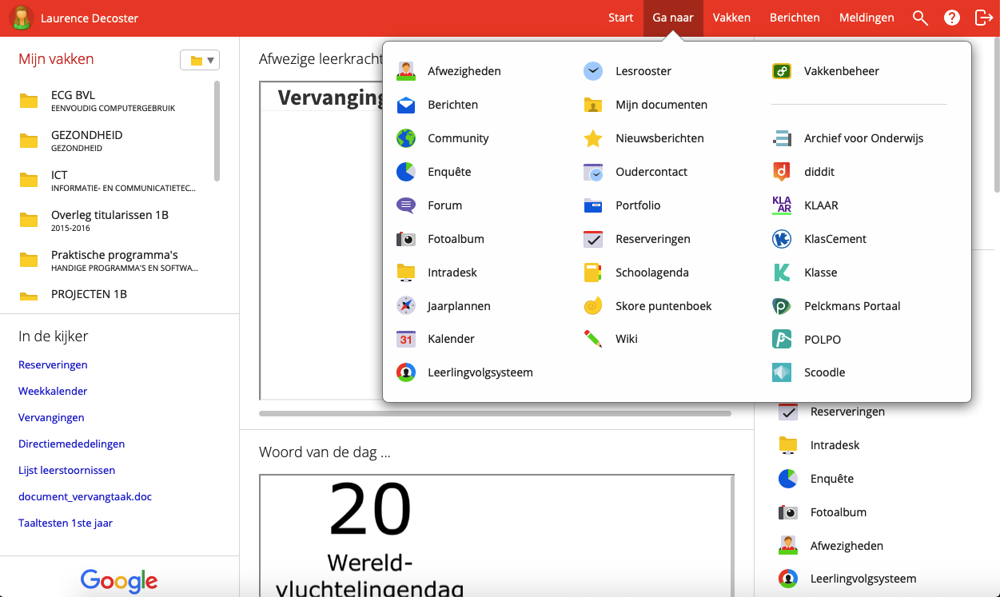 Laurence Decoster
Start
Ga naar
Vakken
Berichten
Meldingen
?
Mijn vakken
ECG BVL
EENVOUDIG COMPUTERGEBRUIK
GEZONDHEID
GEZONDHEID
ICT
INFORMATIE- EN COMMUNICATIETEC...
Overleg titularissen 1B
2015-2016
Praktische programma's
HANDIGE PROGRAMMA'S EN SOFTWA...
PROJECTEN 1B
In de kijker
Reserveringen
Weekkalender
Vervangingen
Directiemededelingen
Lijst leerstoornissen
document_vervangtaak.doc
Taaltesten 1ste jaar
Google
Afwezige leerkracht
Vervanging
Afwezigheden
Berichten
Community
Enquête
Forum
Fotoalbum
Intradesk
Jaarplannen
31
Kalender
Leerlingvolgsysteem
Lesrooster
Mijn documenten
Nieuwsberichten
Oudercontact
Portfolio
Reserveringen
Schoolagenda
Skore puntenboek
Wiki
Vakkenbeheer
Archief voor Onderwijs
d
diddit
KLA
AR
KLAAR
K
KlasCement
K
Klasse
p
Pelckmans Portaal
p
POLPO
Scoodle
Woord van de dag ...
20
Wereld-
vluchtelingendag
Reserveringen
Intradesk
Enquête
Fotoalbum
Afwezigheden
Leerlingvolgsysteem